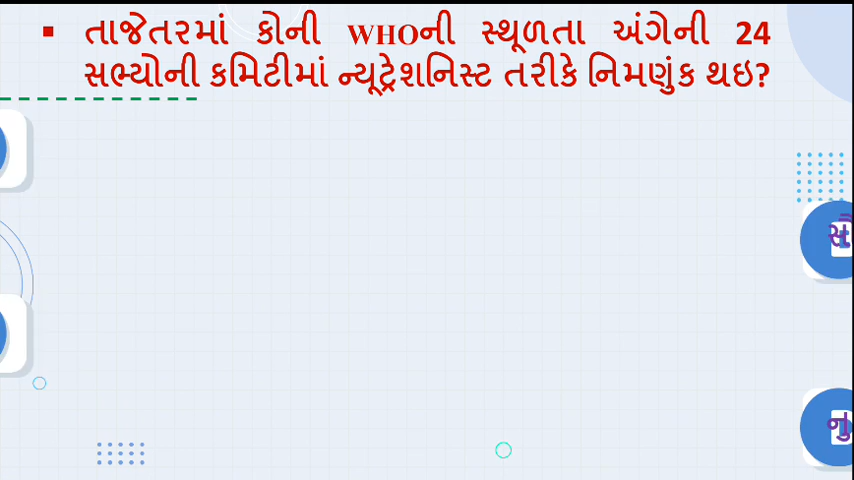 તાજેતરમાં કોની WHOની સ્થૂળતા અંગેની 24
સભ્યોની કમિટીમાં ન્યૂટ્રેશનિસ્ટ તરીકે નિમણુંક થઇ?